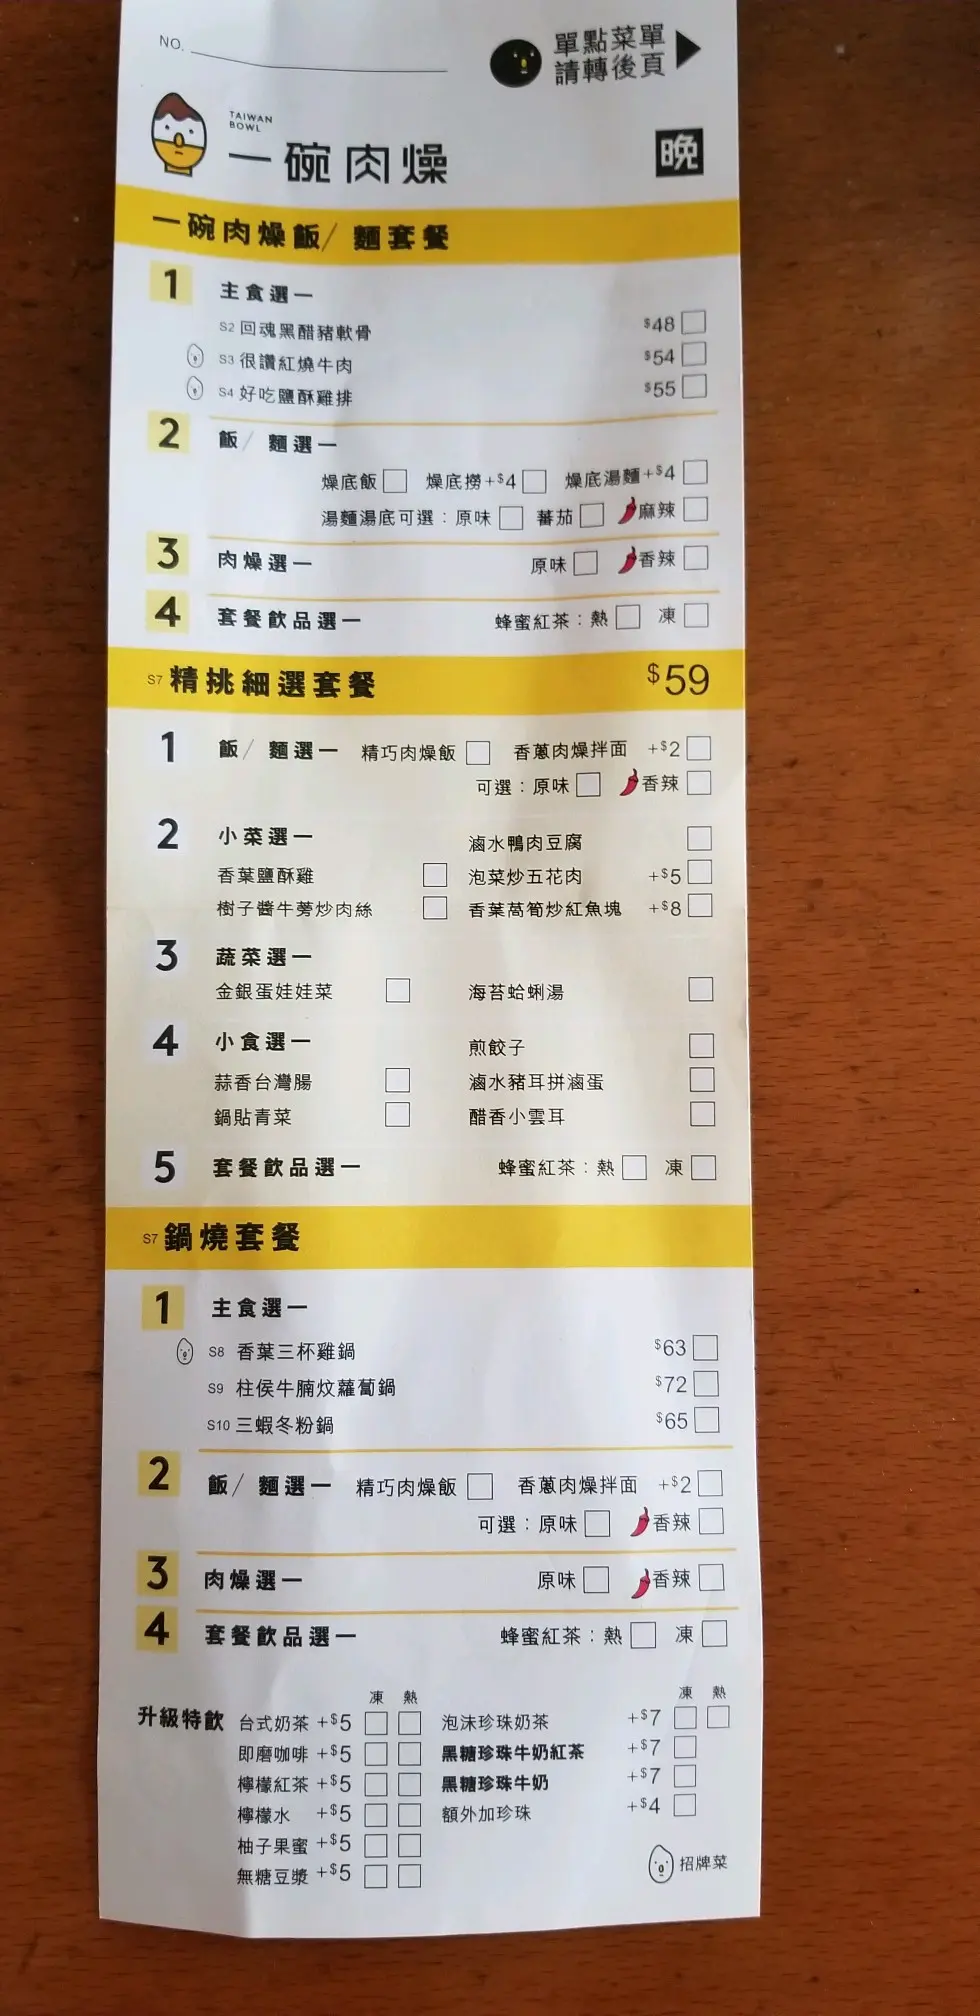 NO.
單點菜單
請轉後頁
TAIWAN
BOWL
一碗肉燥
晚
一碗肉燥飯/ 麵套餐
1 主食選一
S2 回魂黑醋豬軟骨 $48
S3 很讚紅燒牛肉 $54
S4 好吃鹽酥雞排 $55
2 飯/ 麵選一
燥底飯 燥底撈+$4 燥底湯麵+$4
湯麵湯底可選：原味 蕃茄 麻辣
3 肉燥選一 原味 香辣
4 套餐飲品選一 蜂蜜紅茶：熱 凍
S7 精挑細選套餐 $59
1 飯/ 麵選一 精巧肉燥飯 香蔥肉燥拌面 +$2
可選：原味 香辣
2 小菜選一 滷水鴨肉豆腐
香葉鹽酥雞 泡菜炒五花肉 +$5
樹子醬牛蒡炒肉絲 香葉萵筍炒紅魚塊 +$8
3 蔬菜選一
金銀蛋娃娃菜 海苔蛤蜊湯
4 小食選一 煎餃子
蒜香台灣腸 滷水豬耳拼滷蛋
鍋貼青菜 醋香小雲耳
5 套餐飲品選一 蜂蜜紅茶：熱 凍
S7 鍋燒套餐
1 主食選一
S8 香葉三杯雞鍋 $63
S9 柱侯牛腩炆蘿蔔鍋 $72
S10 三蝦冬粉鍋 $65
2 飯/ 麵選一 精巧肉燥飯 香蔥肉燥拌面 +$2
可選：原味 香辣
3 肉燥選一 原味 香辣
4 套餐飲品選一 蜂蜜紅茶：熱 凍
凍 熱 凍 熱
升級特飲 台式奶茶 +$5 泡沫珍珠奶茶 +$7
即磨咖啡 +$5 黑糖珍珠牛奶紅茶 +$7
檸檬紅茶 +$5 黑糖珍珠牛奶 +$7
檸檬水 +$5 額外加珍珠 +$4
柚子果蜜 +$5
無糖豆漿 +$5
招牌菜